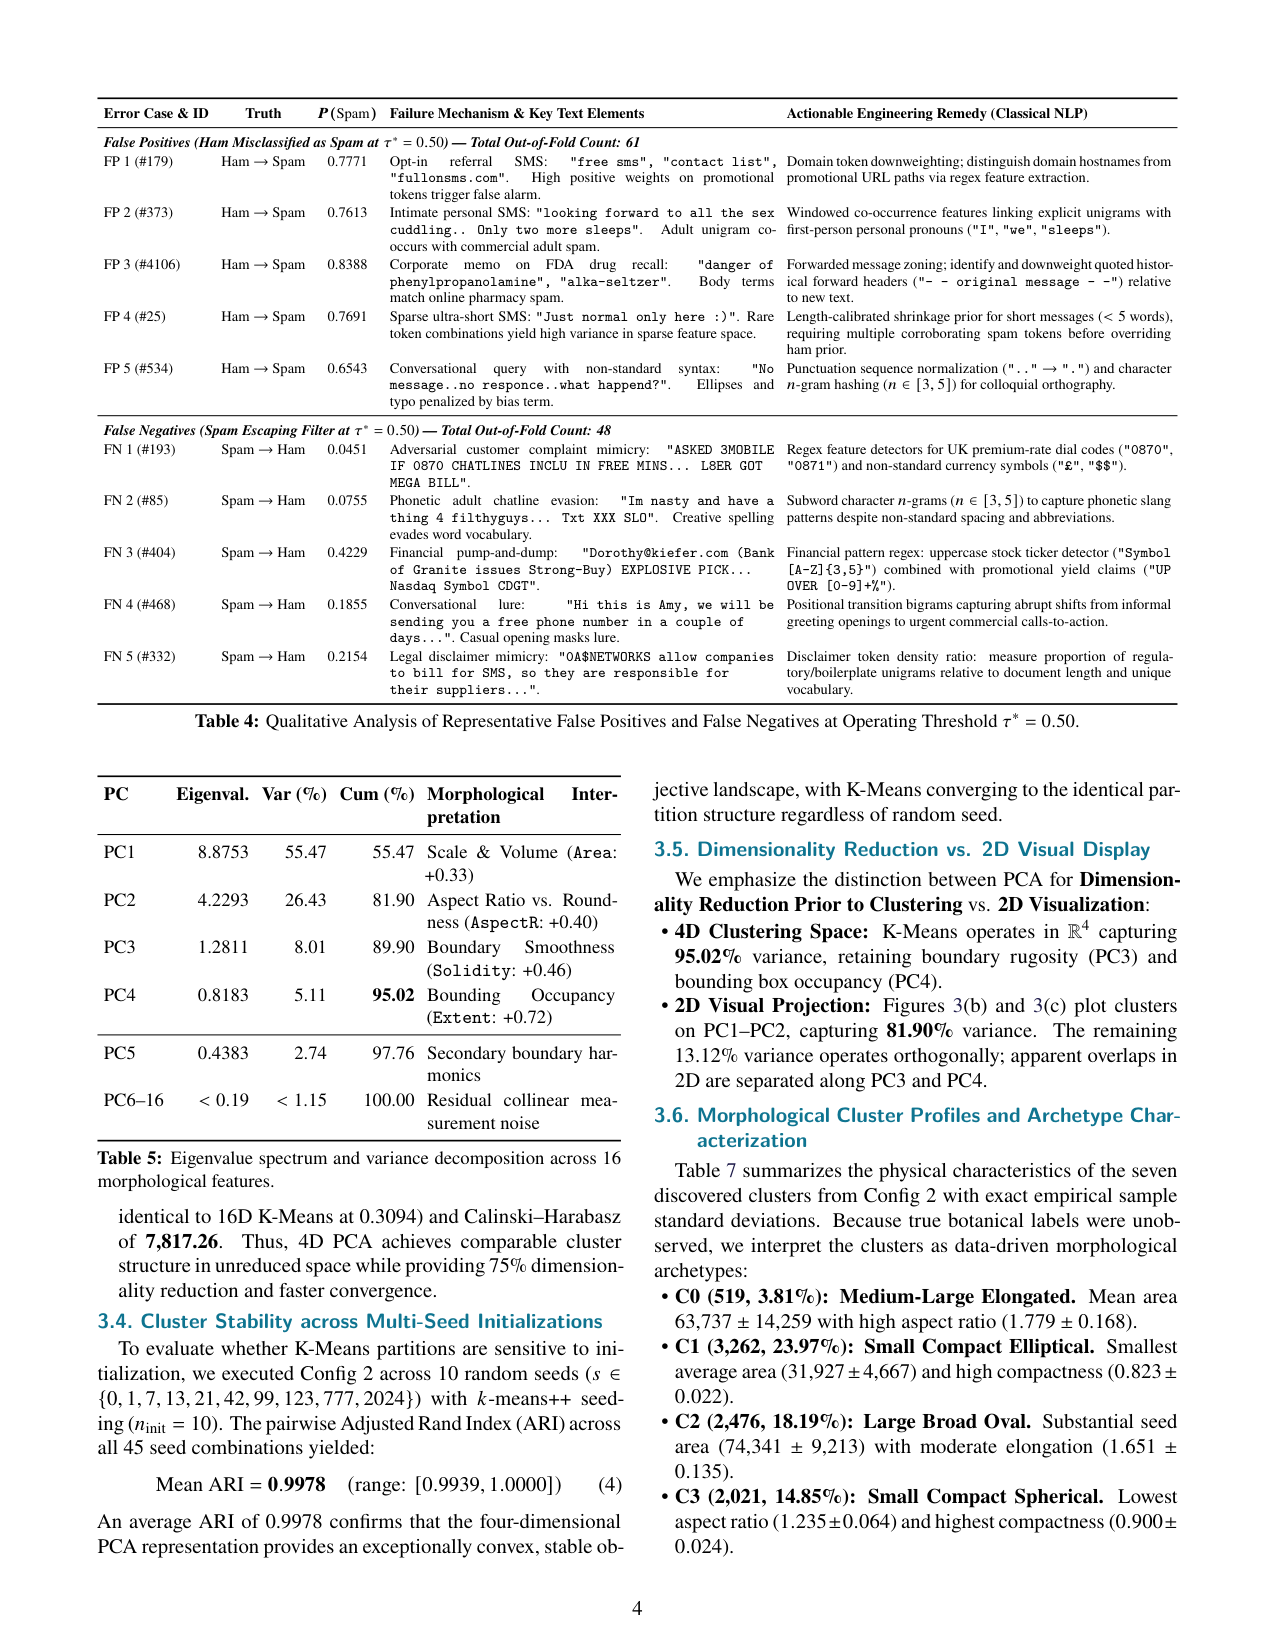 Error Case & ID Truth P(Spam) Failure Mechanism & Key Text Elements Actionable Engineering Remedy (Classical NLP)
False Positives (Ham Misclassified as Spam at τ* = 0.50) — Total Out-of-Fold Count: 61
FP 1 (#179) Ham → Spam 0.7771 Opt-in referral SMS: "free sms", "contact list", Domain token downweighting; distinguish domain hostnames from
"fullonsms.com". High positive weights on promotional promotional URL paths via regex feature extraction.
tokens trigger false alarm.
FP 2 (#373) Ham → Spam 0.7613 Intimate personal SMS: "looking forward to all the sex Windowed co-occurrence features linking explicit unigrams with
cuddling.. Only two more sleeps". Adult unigram co- first-person personal pronouns ("I", "we", "sleeps").
occurs with commercial adult spam.
FP 3 (#4106) Ham → Spam 0.8388 Corporate memo on FDA drug recall: "danger of Forwarded message zoning; identify and downweight quoted histor-
phenylpropanolamine", "alka-seltzer". Body terms ical forward headers ("- - original message - -") relative
match online pharmacy spam. to new text.
FP 4 (#25) Ham → Spam 0.7691 Sparse ultra-short SMS: "Just normal only here :)". Rare Length-calibrated shrinkage prior for short messages (< 5 words),
token combinations yield high variance in sparse feature space. requiring multiple corroborating spam tokens before overriding
ham prior.
FP 5 (#534) Ham → Spam 0.6543 Conversational query with non-standard syntax: "No Punctuation sequence normalization (".." → ".") and character
message..no responce..what happend?". Ellipses and n-gram hashing (n ∈ [3, 5]) for colloquial orthography.
typo penalized by bias term.
False Negatives (Spam Escaping Filter at τ* = 0.50) — Total Out-of-Fold Count: 48
FN 1 (#193) Spam → Ham 0.0451 Adversarial customer complaint mimicry: "ASKED 3MOBILE Regex feature detectors for UK premium-rate dial codes ("0870",
IF 0870 CHATLINES INCLU IN FREE MINS... L8ER GOT "0871") and non-standard currency symbols ("£", "$$").
MEGA BILL".
FN 2 (#85) Spam → Ham 0.0755 Phonetic adult chatline evasion: "Im nasty and have a Subword character n-grams (n ∈ [3, 5]) to capture phonetic slang
thing 4 filthyguys... Txt XXX SLO". Creative spelling patterns despite non-standard spacing and abbreviations.
evades word vocabulary.
FN 3 (#404) Spam → Ham 0.4229 Financial pump-and-dump: "Dorothy@kiefer.com (Bank Financial pattern regex: uppercase stock ticker detector ("Symbol
of Granite issues Strong-Buy) EXPLOSIVE PICK... [A-Z]{3,5}") combined with promotional yield claims ("UP
Nasdaq Symbol CDGT". OVER [0-9]+%").
FN 4 (#468) Spam → Ham 0.1855 Conversational lure: "Hi this is Amy, we will be Positional transition bigrams capturing abrupt shifts from informal
sending you a free phone number in a couple of greeting openings to urgent commercial calls-to-action.
days...". Casual opening masks lure.
FN 5 (#332) Spam → Ham 0.2154 Legal disclaimer mimicry: "0A$NETWORKS allow companies Disclaimer token density ratio: measure proportion of regula-
to bill for SMS, so they are responsible for tory/boilerplate unigrams relative to document length and unique
their suppliers...". vocabulary.
Table 4: Qualitative Analysis of Representative False Positives and False Negatives at Operating Threshold τ* = 0.50.
PC Eigenval. Var (%) Cum (%) Morphological Inter-
pretation
PC1 8.8753 55.47 55.47 Scale & Volume (Area:
+0.33)
PC2 4.2293 26.43 81.90 Aspect Ratio vs. Round-
ness (AspectR: +0.40)
PC3 1.2811 8.01 89.90 Boundary Smoothness
(Solidity: +0.46)
PC4 0.8183 5.11 95.02 Bounding Occupancy
(Extent: +0.72)
PC5 0.4383 2.74 97.76 Secondary boundary har-
monics
PC6–16 < 0.19 < 1.15 100.00 Residual collinear mea-
surement noise
Table 5: Eigenvalue spectrum and variance decomposition across 16
morphological features.
identical to 16D K-Means at 0.3094) and Calinski–Harabasz
of 7,817.26. Thus, 4D PCA achieves comparable cluster
structure in unreduced space while providing 75% dimension-
ality reduction and faster convergence.
3.4. Cluster Stability across Multi-Seed Initializations
To evaluate whether K-Means partitions are sensitive to ini-
tialization, we executed Config 2 across 10 random seeds (s ∈
{0, 1, 7, 13, 21, 42, 99, 123, 777, 2024}) with k-means++ seed-
ing (n_init = 10). The pairwise Adjusted Rand Index (ARI) across
all 45 seed combinations yielded:
Mean ARI = 0.9978 (range: [0.9939, 1.0000]) (4)
An average ARI of 0.9978 confirms that the four-dimensional
PCA representation provides an exceptionally convex, stable ob-
jective landscape, with K-Means converging to the identical par-
tition structure regardless of random seed.
3.5. Dimensionality Reduction vs. 2D Visual Display
We emphasize the distinction between PCA for Dimension-
ality Reduction Prior to Clustering vs. 2D Visualization:
• 4D Clustering Space: K-Means operates in ℝ⁴ capturing
95.02% variance, retaining boundary rugosity (PC3) and
bounding box occupancy (PC4).
• 2D Visual Projection: Figures 3(b) and 3(c) plot clusters
on PC1–PC2, capturing 81.90% variance. The remaining
13.12% variance operates orthogonally; apparent overlaps in
2D are separated along PC3 and PC4.
3.6. Morphological Cluster Profiles and Archetype Char-
acterization
Table 7 summarizes the physical characteristics of the seven
discovered clusters from Config 2 with exact empirical sample
standard deviations. Because true botanical labels were unob-
served, we interpret the clusters as data-driven morphological
archetypes:
• C0 (519, 3.81%): Medium-Large Elongated. Mean area
63,737 ± 14,259 with high aspect ratio (1.779 ± 0.168).
• C1 (3,262, 23.97%): Small Compact Elliptical. Smallest
average area (31,927 ± 4,667) and high compactness (0.823 ±
0.022).
• C2 (2,476, 18.19%): Large Broad Oval. Substantial seed
area (74,341 ± 9,213) with moderate elongation (1.651 ±
0.135).
• C3 (2,021, 14.85%): Small Compact Spherical. Lowest
aspect ratio (1.235 ± 0.064) and highest compactness (0.900 ±
0.024).
4